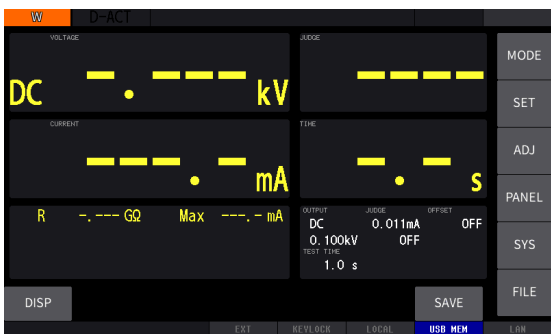 W D-ACT
VOLTAGE
DC -.--- kV
JUDGE
----
CURRENT
---.- mA
TIME
-.- s
R -.--- GΩ Max ---.- mA
OUTPUT JUDGE OFFSET
DC 0.011mA OFF
0.100kV OFF
TEST TIME
1.0 s
MODE
SET
ADJ
PANEL
SYS
FILE
DISP SAVE
EXT KEYLOCK LOCAL USB MEM LAN